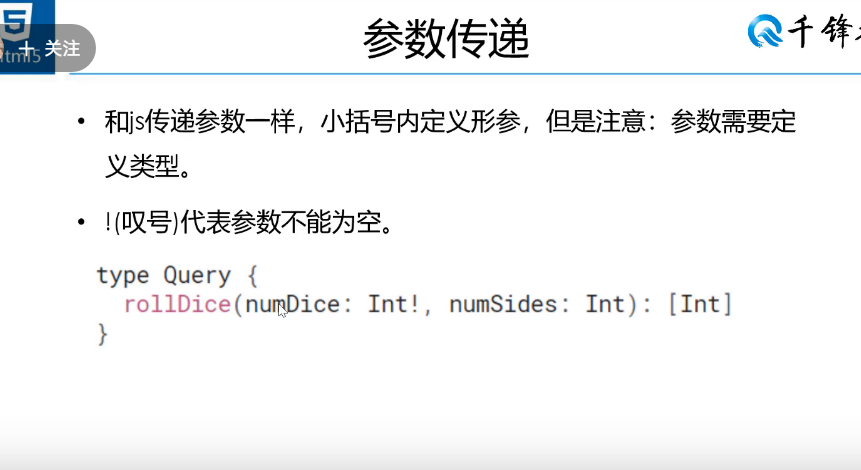 5
+ 关注
html5
参数传递
千锋
• 和js传递参数一样，小括号内定义形参，但是注意：参数需要定
义类型。
• !(叹号)代表参数不能为空。
type Query {
rollDice(numDice: Int!, numSides: Int): [Int]
}